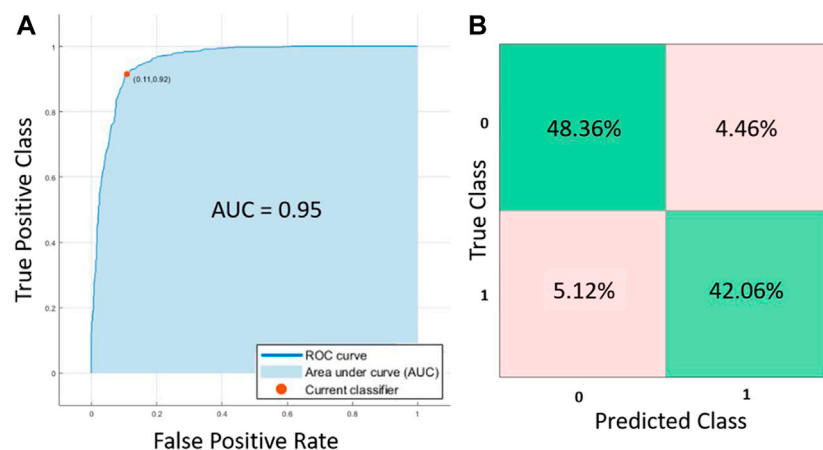 A
True Positive Class
1
0.8
0.6
0.4
0.2
0
(0.11,0.92)
AUC = 0.95
ROC curve
Area under curve (AUC)
Current classifier
0
0.2
0.4
0.6
0.8
1
False Positive Rate
B
True Class
0
48.36%
4.46%
1
5.12%
42.06%
0
1
Predicted Class